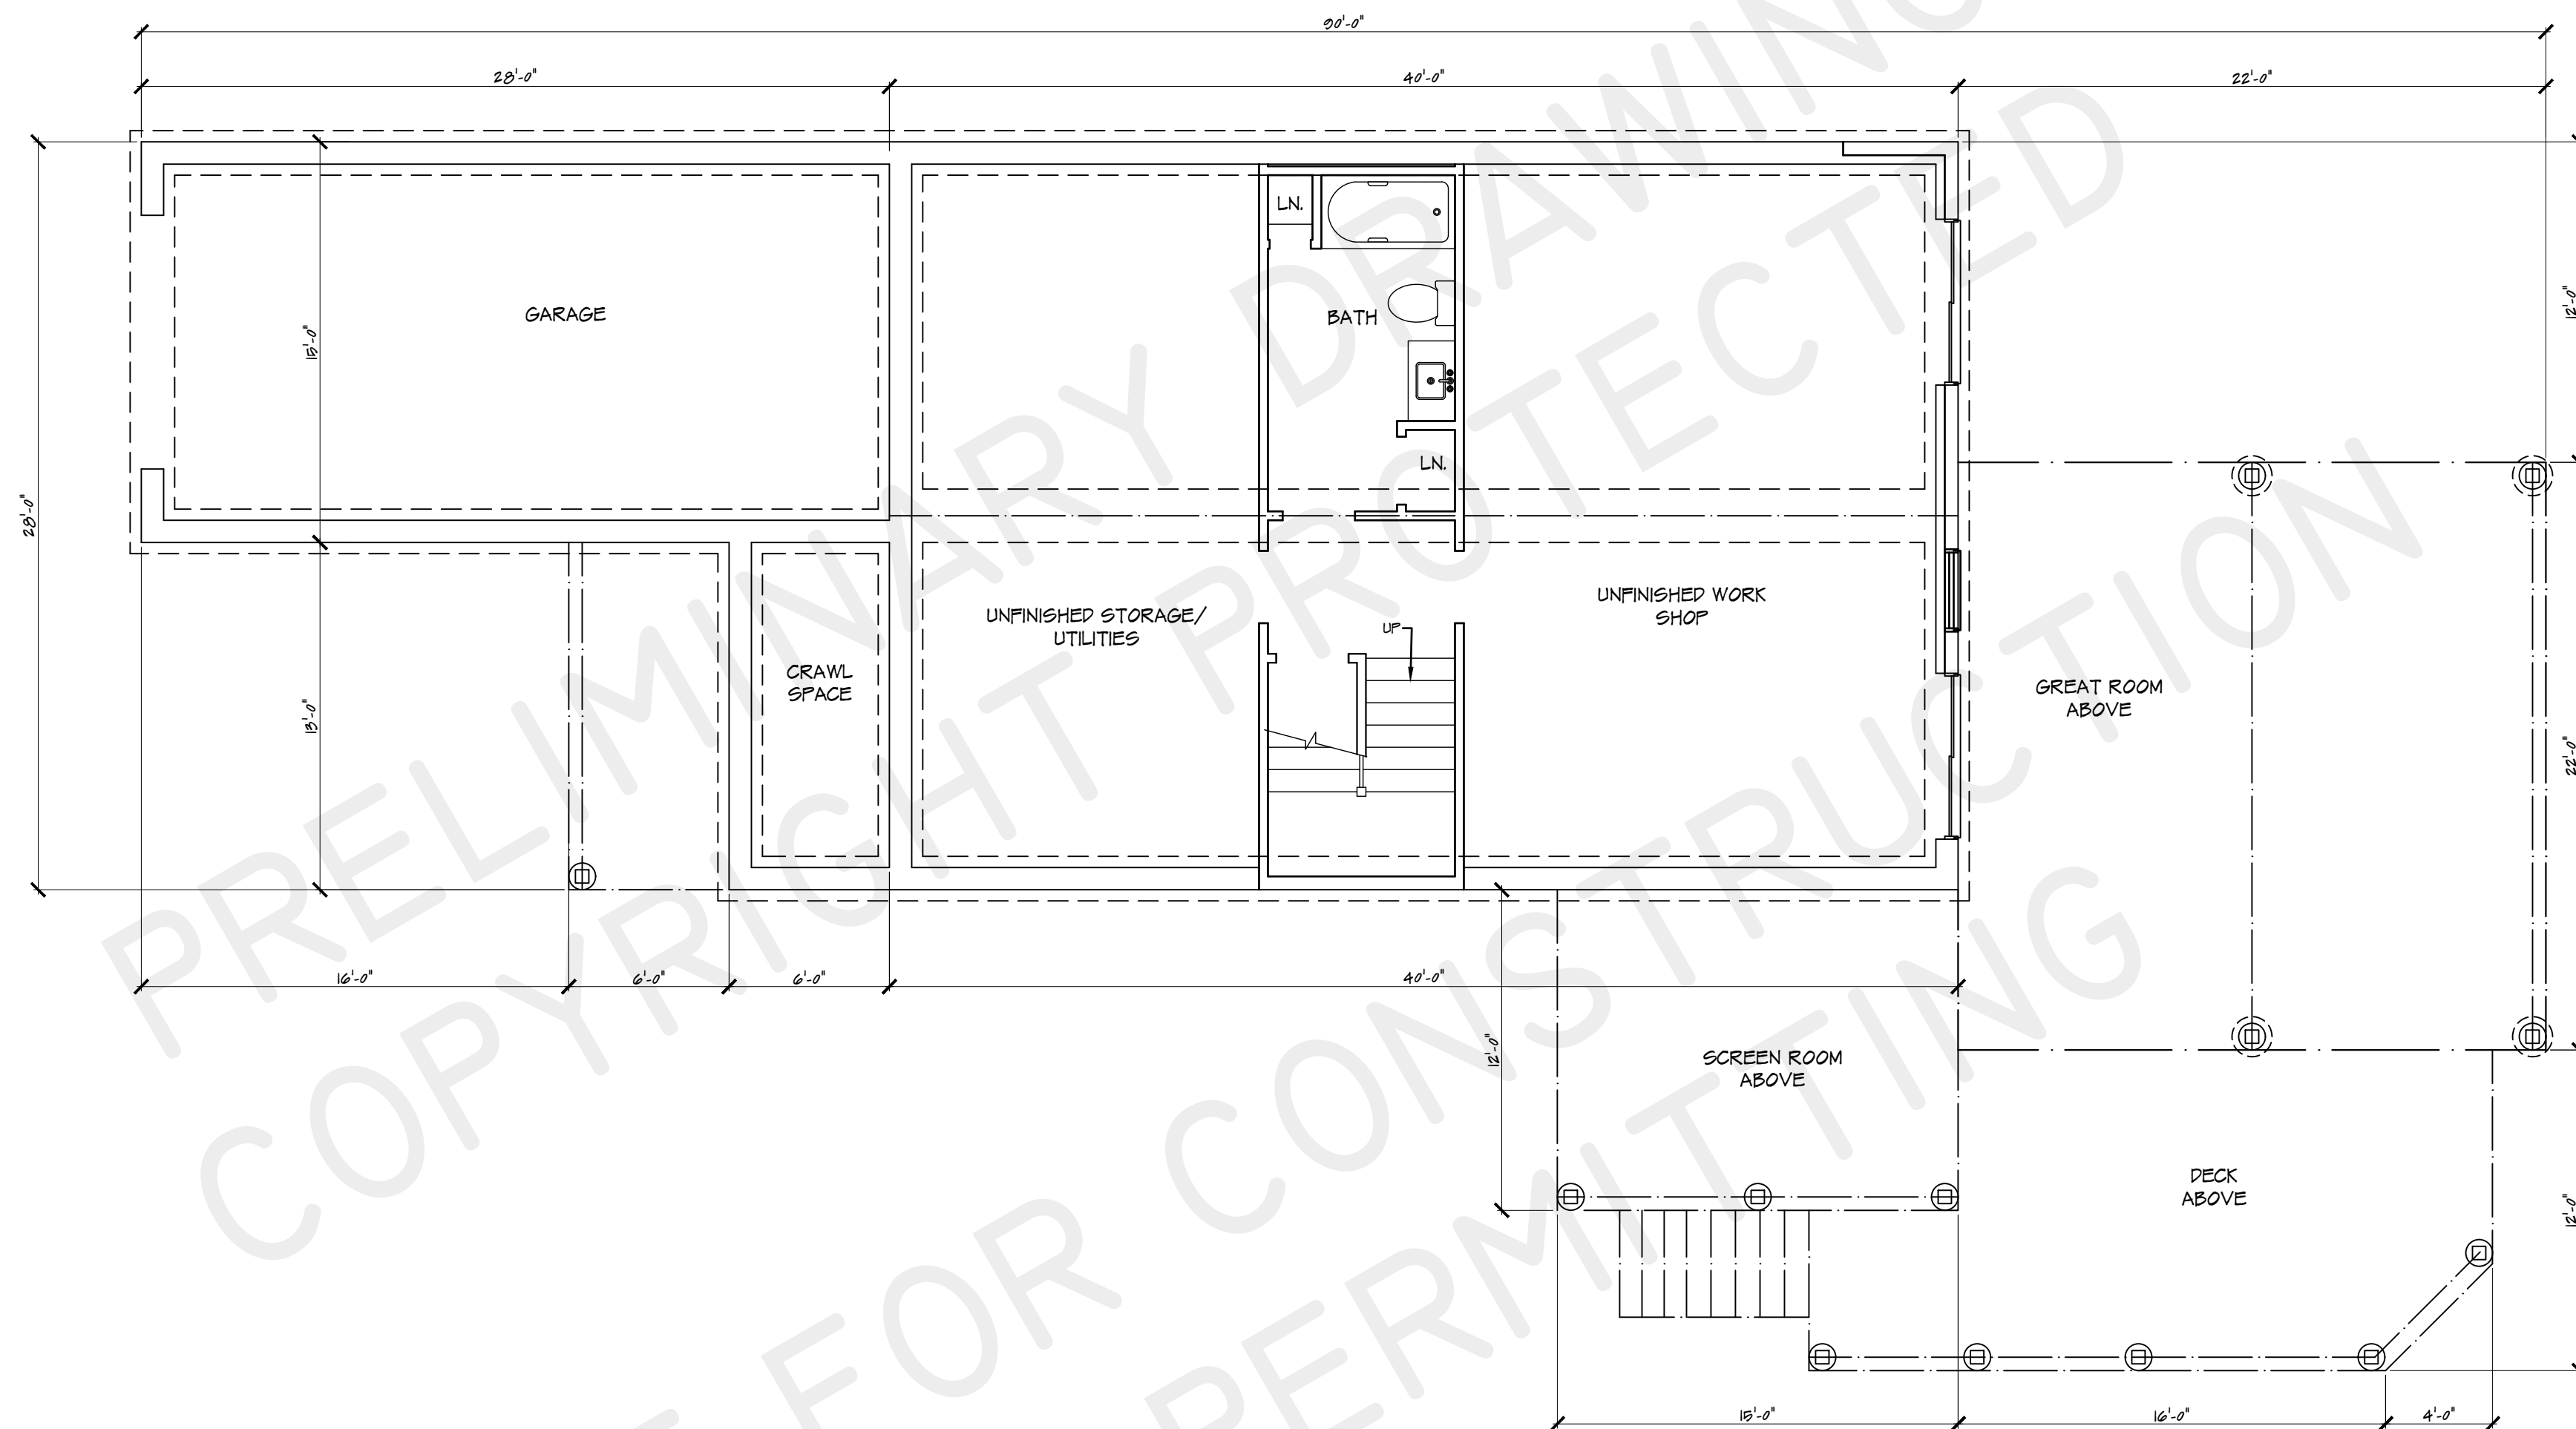 90'-0"
28'-0"
40'-0"
22'-0"
LN.
GARAGE
BATH
12'-0"
15'-0"
28'-0"
LN.
UNFINISHED STORAGE/
UTILITIES
UNFINISHED WORK
SHOP
UP
CRAWL
SPACE
13'-0"
GREAT ROOM
ABOVE
22'-0"
16'-0"
6'-0"
6'-0"
40'-0"
12'-0"
SCREEN ROOM
ABOVE
DECK
ABOVE
12'-0"
15'-0"
16'-0"
4'-0"
PRELIMINARY DRAWING
COPYRIGHT PROTECTED
FOR CONSTRUCTION
PERMITTING